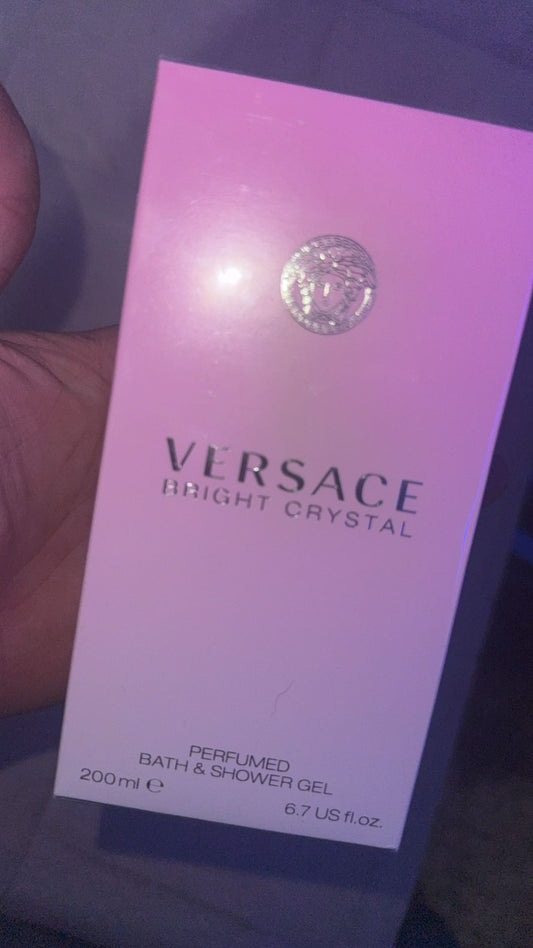 VERSACE
BRIGHT CRYSTAL
PERFUMED
BATH & SHOWER GEL
200 ml ℮
6.7 US fl.oz.